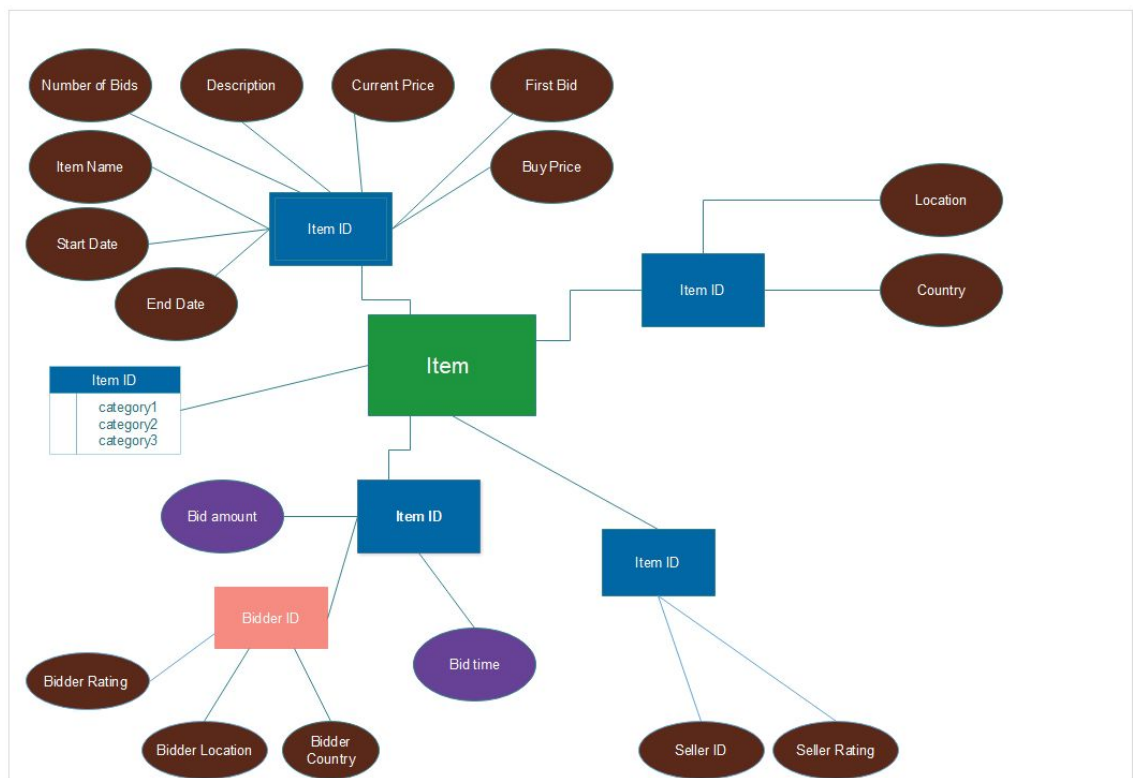 Number of Bids
Description
Current Price
First Bid
Item Name
Buy Price
Start Date
Item ID
End Date
Location
Item ID
Country
Item
Item ID
category1
category2
category3
Bid amount
Item ID
Item ID
Bidder ID
Bid time
Bidder Rating
Bidder Location
Bidder
Country
Seller ID
Seller Rating